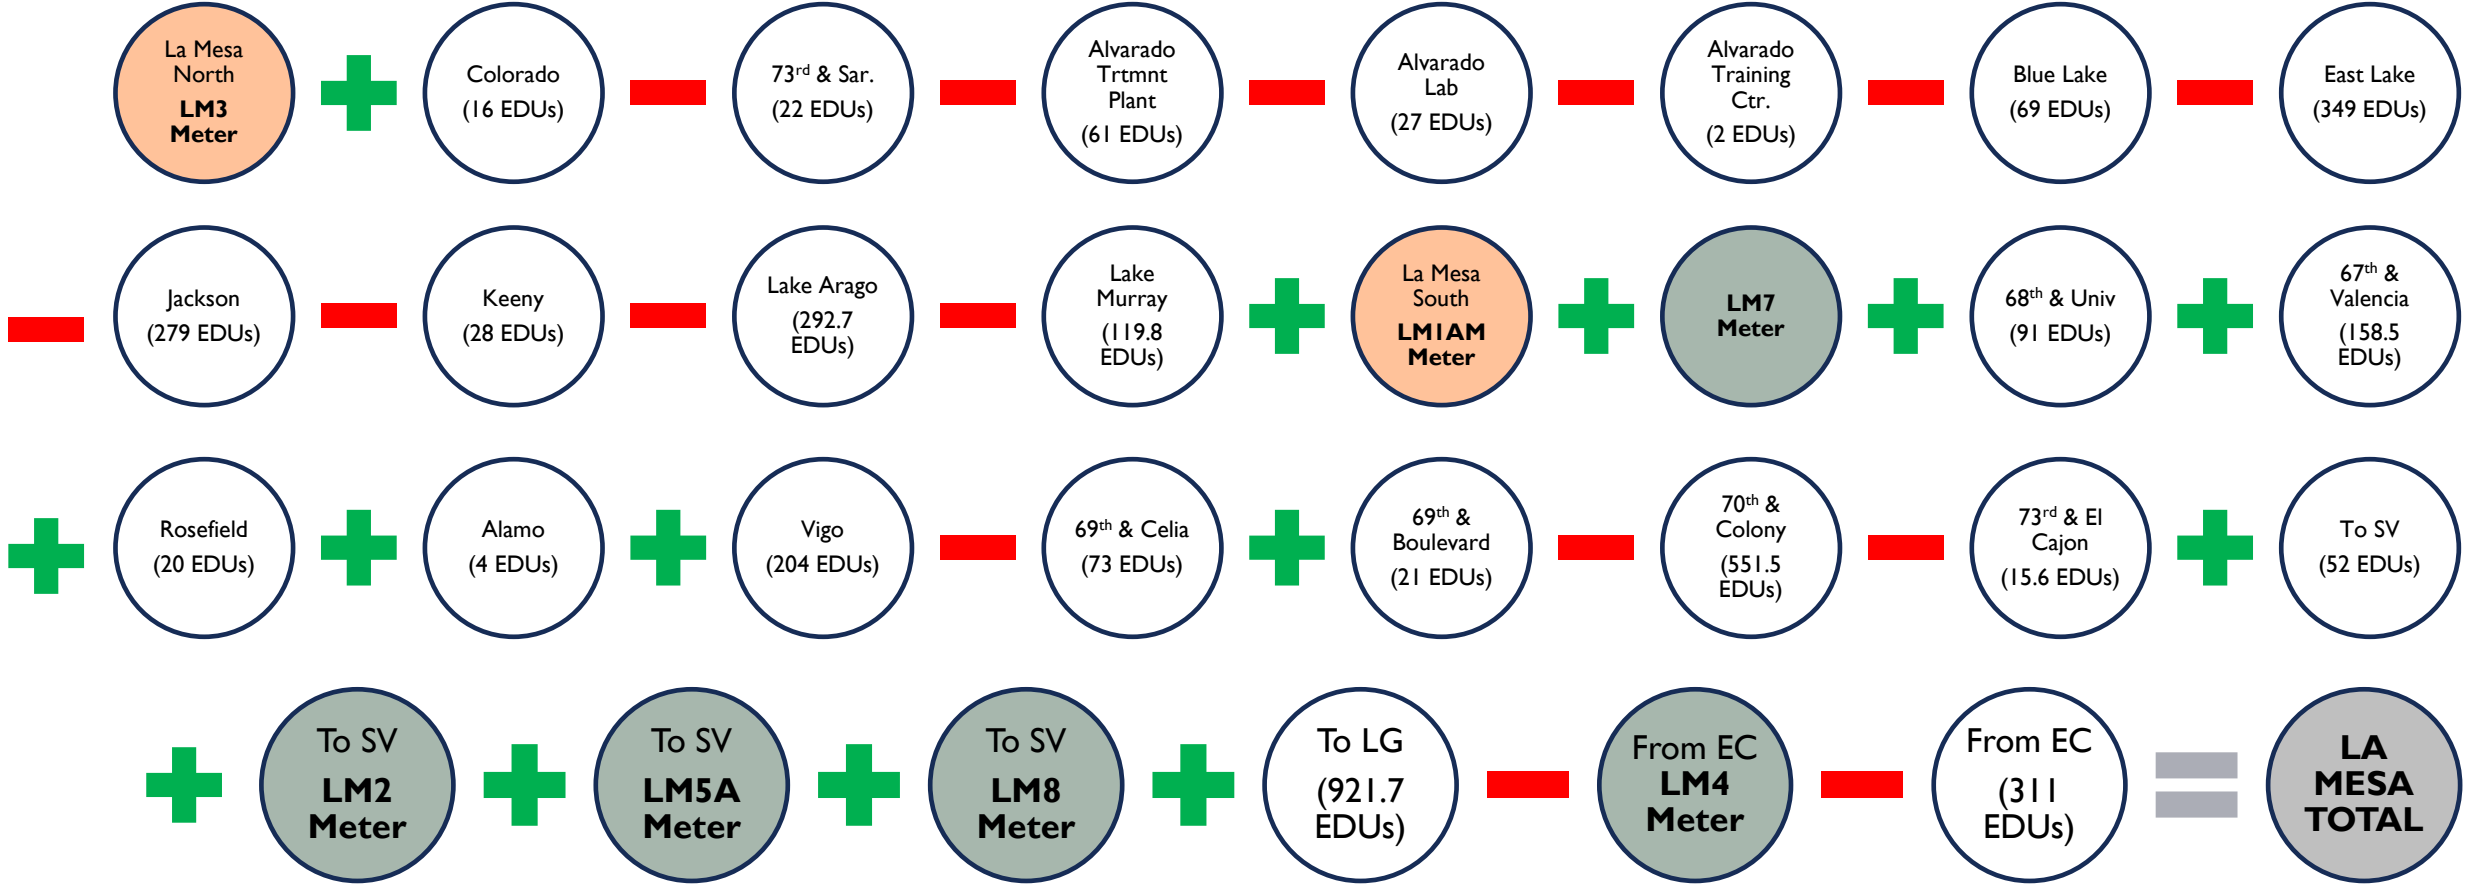 La Mesa
North
LM3
Meter
Colorado
(16 EDUs)
73rd & Sar.
(22 EDUs)
Alvarado
Trtmnt
Plant
(61 EDUs)
Alvarado
Lab
(27 EDUs)
Alvarado
Training
Ctr.
(2 EDUs)
Blue Lake
(69 EDUs)
East Lake
(349 EDUs)
Jackson
(279 EDUs)
Keeny
(28 EDUs)
Lake Arago
(292.7
EDUs)
Lake
Murray
(119.8
EDUs)
La Mesa
South
LM1AM
Meter
LM7
Meter
68th & Univ
(91 EDUs)
67th &
Valencia
(158.5
EDUs)
Rosefield
(20 EDUs)
Alamo
(4 EDUs)
Vigo
(204 EDUs)
69th & Celia
(73 EDUs)
69th &
Boulevard
(21 EDUs)
70th &
Colony
(551.5
EDUs)
73rd & El
Cajon
(15.6 EDUs)
To SV
(52 EDUs)
To SV
LM2
Meter
To SV
LM5A
Meter
To SV
LM8
Meter
To LG
(921.7
EDUs)
From EC
LM4
Meter
From EC
(311
EDUs)
LA
MESA
TOTAL